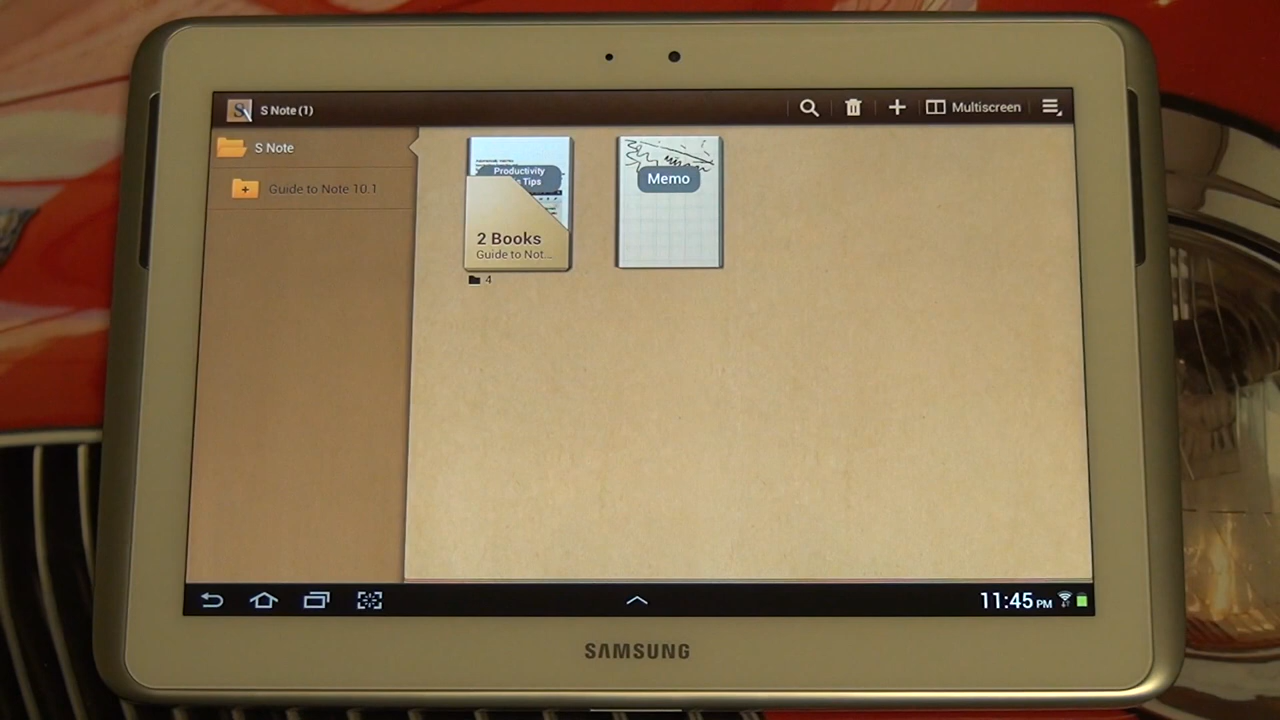 S Note (1)
Multiscreen
S Note
Guide to Note 10.1
Productivity
Tips
2 Books
Guide to Not...
4
Memo
11:45 PM
SAMSUNG